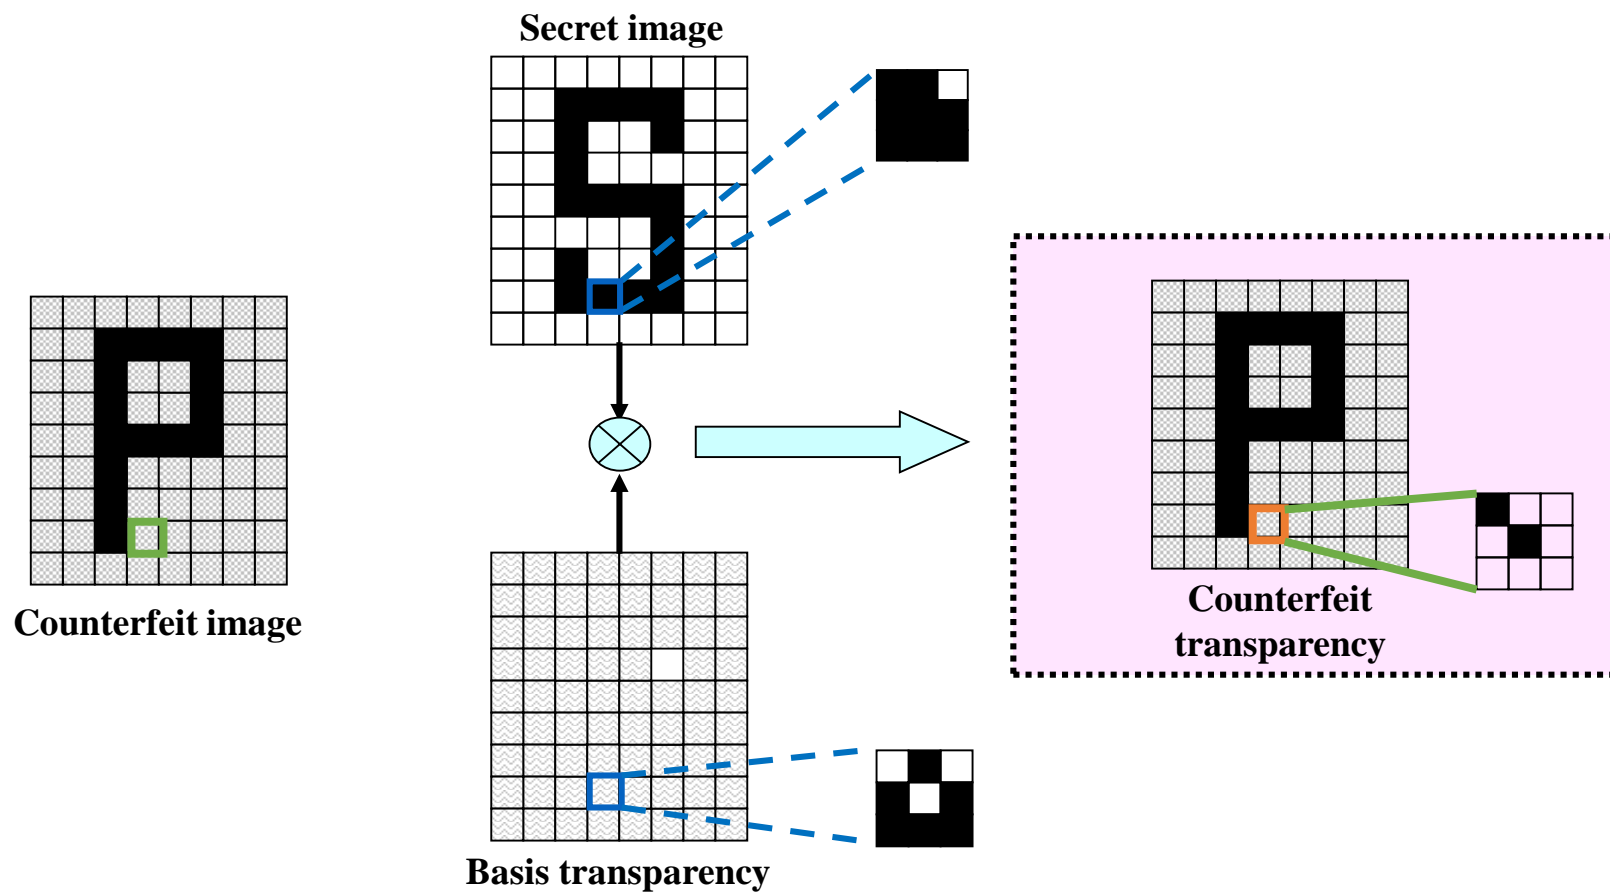 Secret image
Counterfeit image
Counterfeit
transparency
Basis transparency